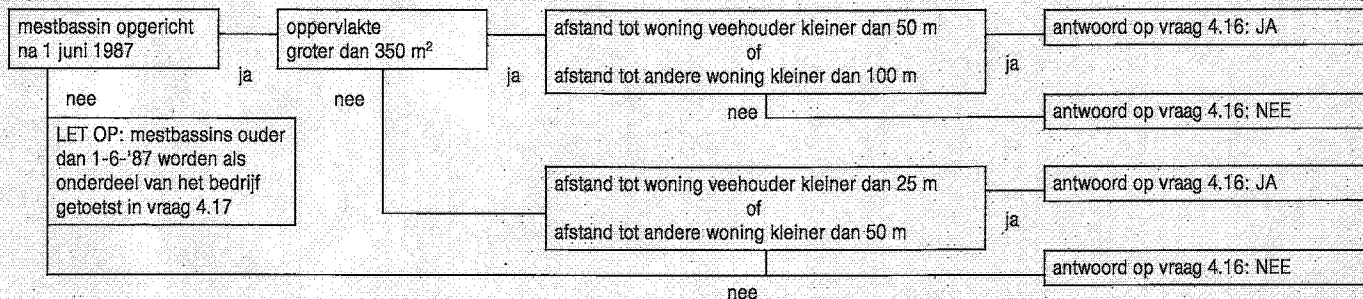 mestbassin opgericht
na 1 juni 1987
ja
nee
oppervlakte
groter dan 350 m²
ja
nee
afstand tot woning veehouder kleiner dan 50 m
of
afstand tot andere woning kleiner dan 100 m
ja
nee
antwoord op vraag 4.16: JA
antwoord op vraag 4.16: NEE
LET OP: mestbassins ouder
dan 1-6-'87 worden als
onderdeel van het bedrijf
getoetst in vraag 4.17
afstand tot woning veehouder kleiner dan 25 m
of
afstand tot andere woning kleiner dan 50 m
ja
nee
antwoord op vraag 4.16: JA
antwoord op vraag 4.16: NEE